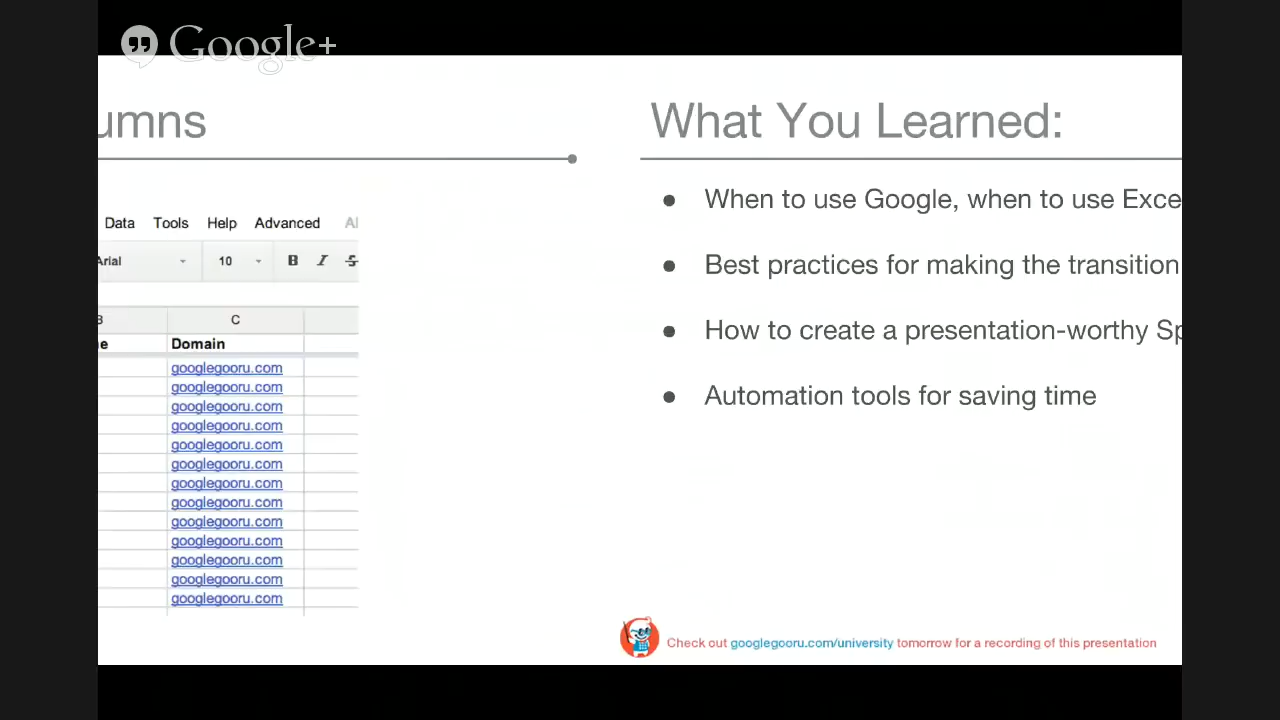 Google+
umns
Data Tools Help Advanced
Arial 10 B I S
B C
e Domain
googlegooru.com
googlegooru.com
googlegooru.com
googlegooru.com
googlegooru.com
googlegooru.com
googlegooru.com
googlegooru.com
googlegooru.com
googlegooru.com
googlegooru.com
googlegooru.com
googlegooru.com
What You Learned:
● When to use Google, when to use Exce
● Best practices for making the transition
● How to create a presentation-worthy Sp
● Automation tools for saving time
Check out googlegooru.com/university tomorrow for a recording of this presentation